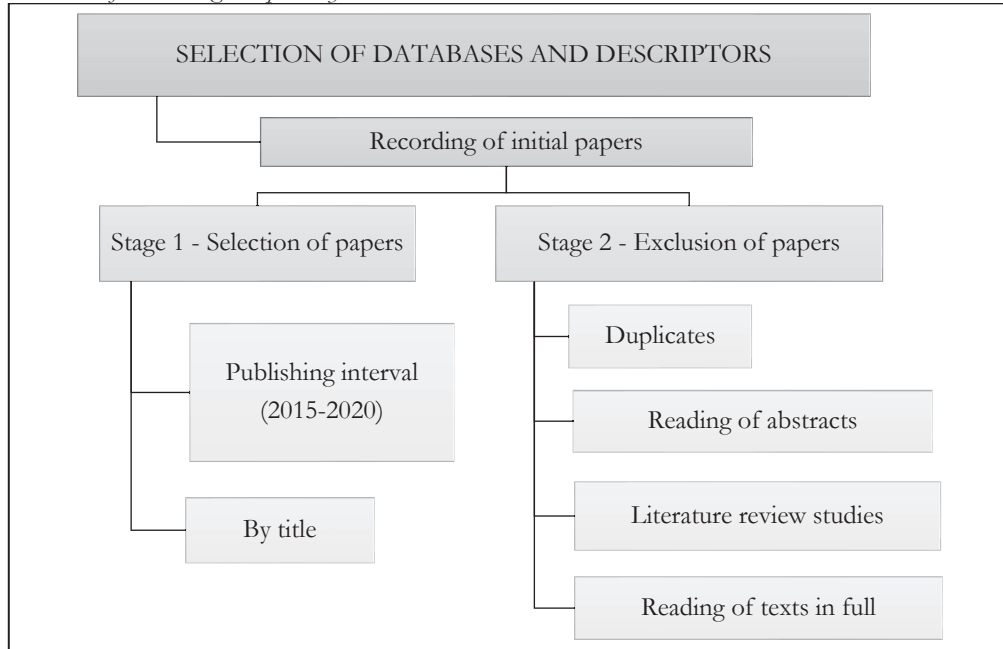 SELECTION OF DATABASES AND DESCRIPTORS
Recording of initial papers
Stage 1 - Selection of papers
Publishing interval
(2015-2020)
By title
Stage 2 - Exclusion of papers
Duplicates
Reading of abstracts
Literature review studies
Reading of texts in full